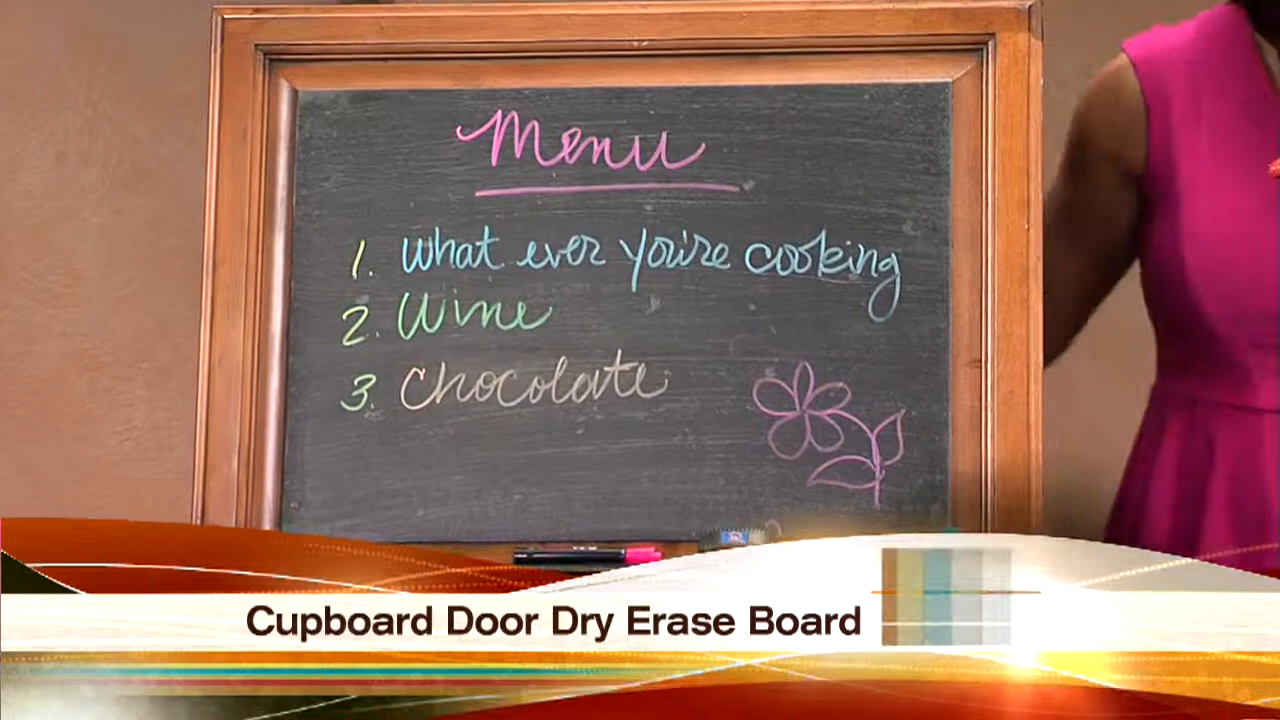 Menu
1. What ever you're cooking
2. Wine
3. Chocolate
Cupboard Door Dry Erase Board